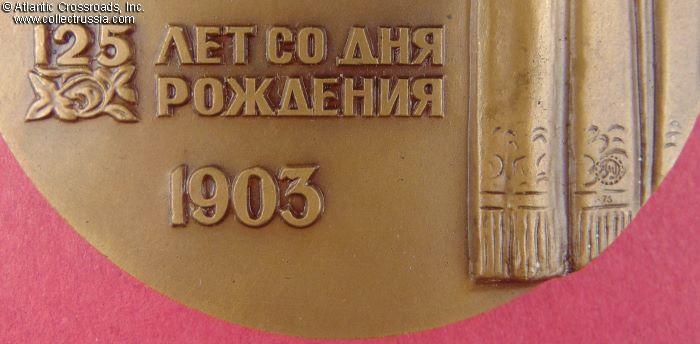 © Atlantic Crossroads, Inc.
www.collectrussia.com
125 ЛЕТ СО ДНЯ
РОЖДЕНИЯ
1903